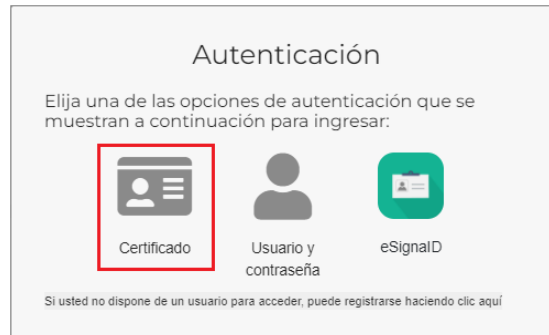 Autenticación
Elija una de las opciones de autenticación que se
muestran a continuación para ingresar:
Certificado
Usuario y
contraseña
eSignaID
Si usted no dispone de un usuario para acceder, puede registrarse haciendo clic aquí